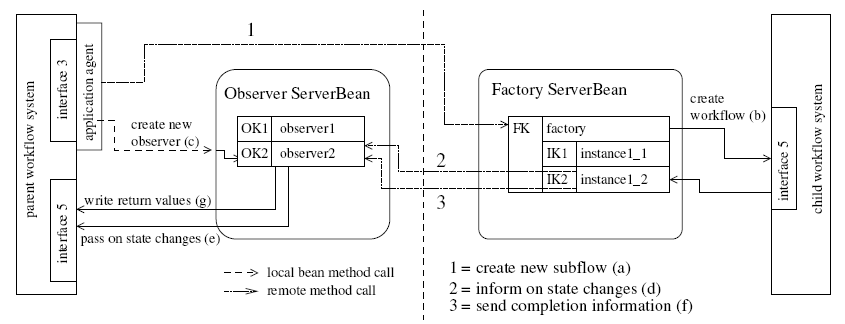 1
parent workflow system
interface 3
application agent
create new
observer (c)
interface 5
Observer ServerBean
OK1 observer1
OK2 observer2
write return values (g)
pass on state changes (e)
local bean method call
remote method call
2
3
Factory ServerBean
FK factory
IK1 instance1_1
IK2 instance1_2
create
workflow (b)
interface 5
child workflow system
1 = create new subflow (a)
2 = inform on state changes (d)
3 = send completion information (f)